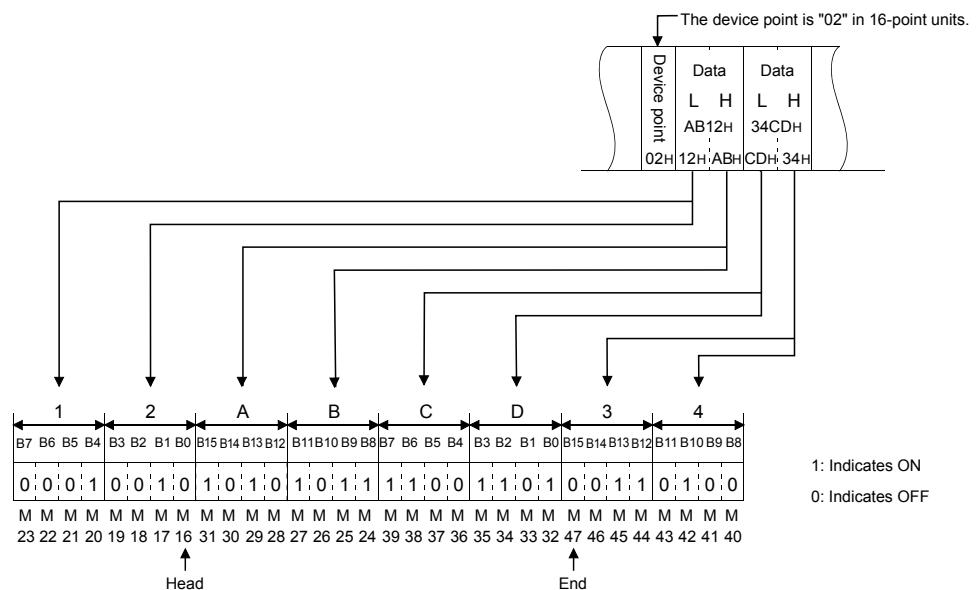 The device point is "02" in 16-point units.
Device point
Data Data
L H L H
AB12H 34CDH
02H 12H ABH CDH 34H
1 2 A B C D 3 4
B7 B6 B5 B4 B3 B2 B1 B0 B15 B14 B13 B12 B11 B10 B9 B8 B7 B6 B5 B4 B3 B2 B1 B0 B15 B14 B13 B12 B11 B10 B9 B8
0 0 0 1 0 0 1 0 1 0 1 0 1 0 1 1 1 1 0 0 1 1 0 1 0 0 1 1 0 1 0 0
M M M M M M M M M M M M M M M M M M M M M M M M M M M M M M M M
23 22 21 20 19 18 17 16 31 30 29 28 27 26 25 24 39 38 37 36 35 34 33 32 47 46 45 44 43 42 41 40
Head End
1: Indicates ON
0: Indicates OFF